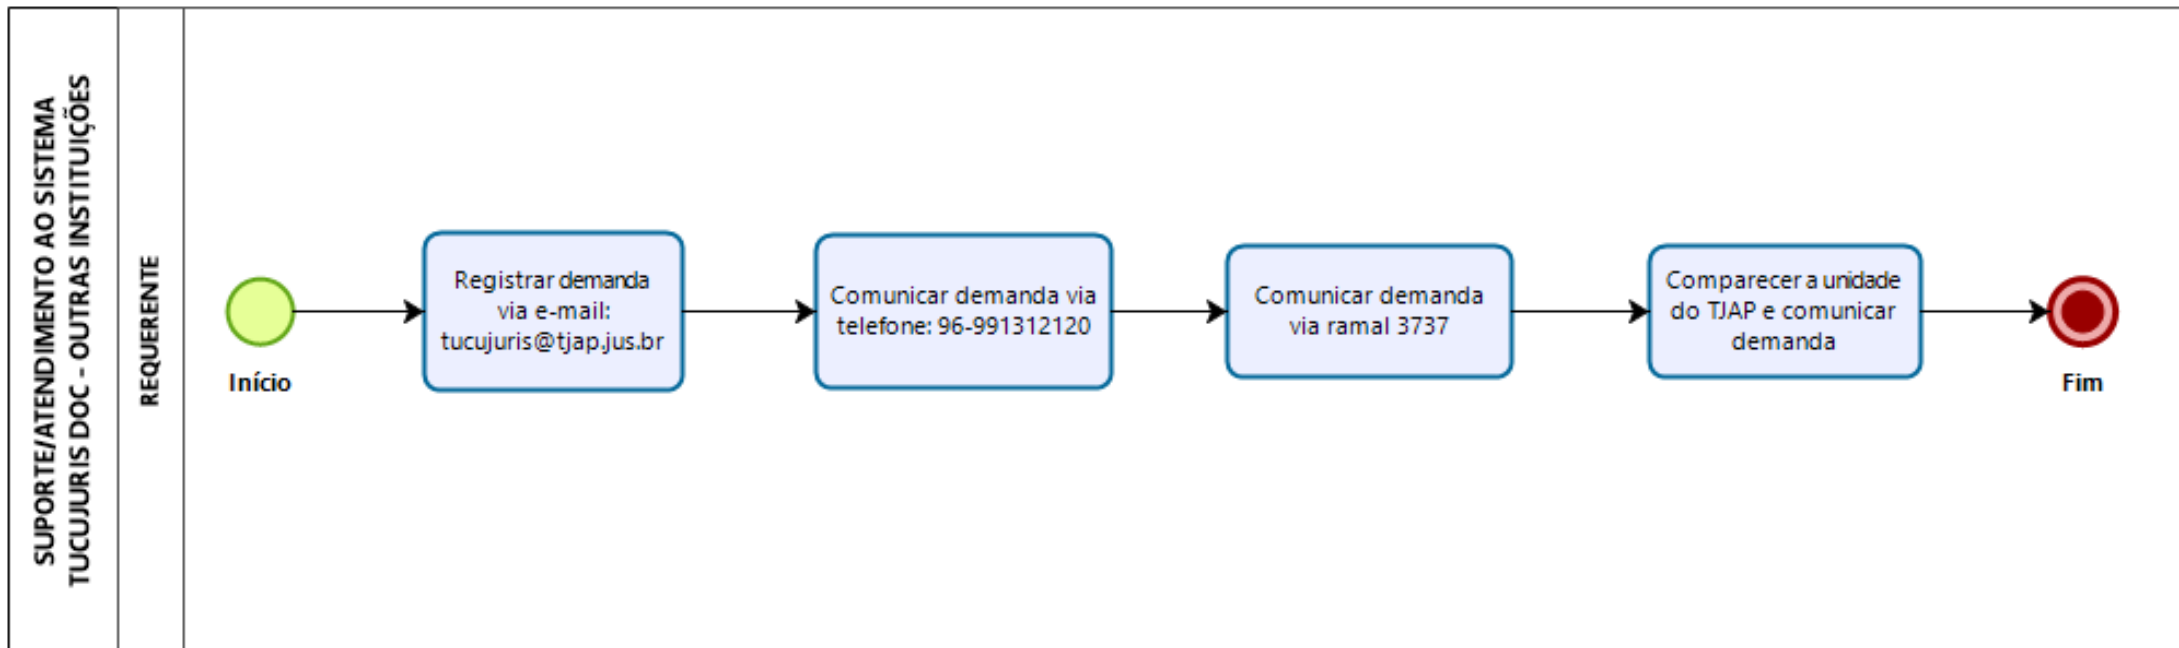 SUPORTE/ATENDIMENTO AO SISTEMA
TUCUJURIS DOC - OUTRAS INSTITUIÇÕES
REQUERENTE
Início
Registrar demanda
via e-mail:
tucujuris@tjap.jus.br
Comunicar demanda via
telefone: 96-991312120
Comunicar demanda
via ramal 3737
Comparecer a unidade
do TJAP e comunicar
demanda
Fim